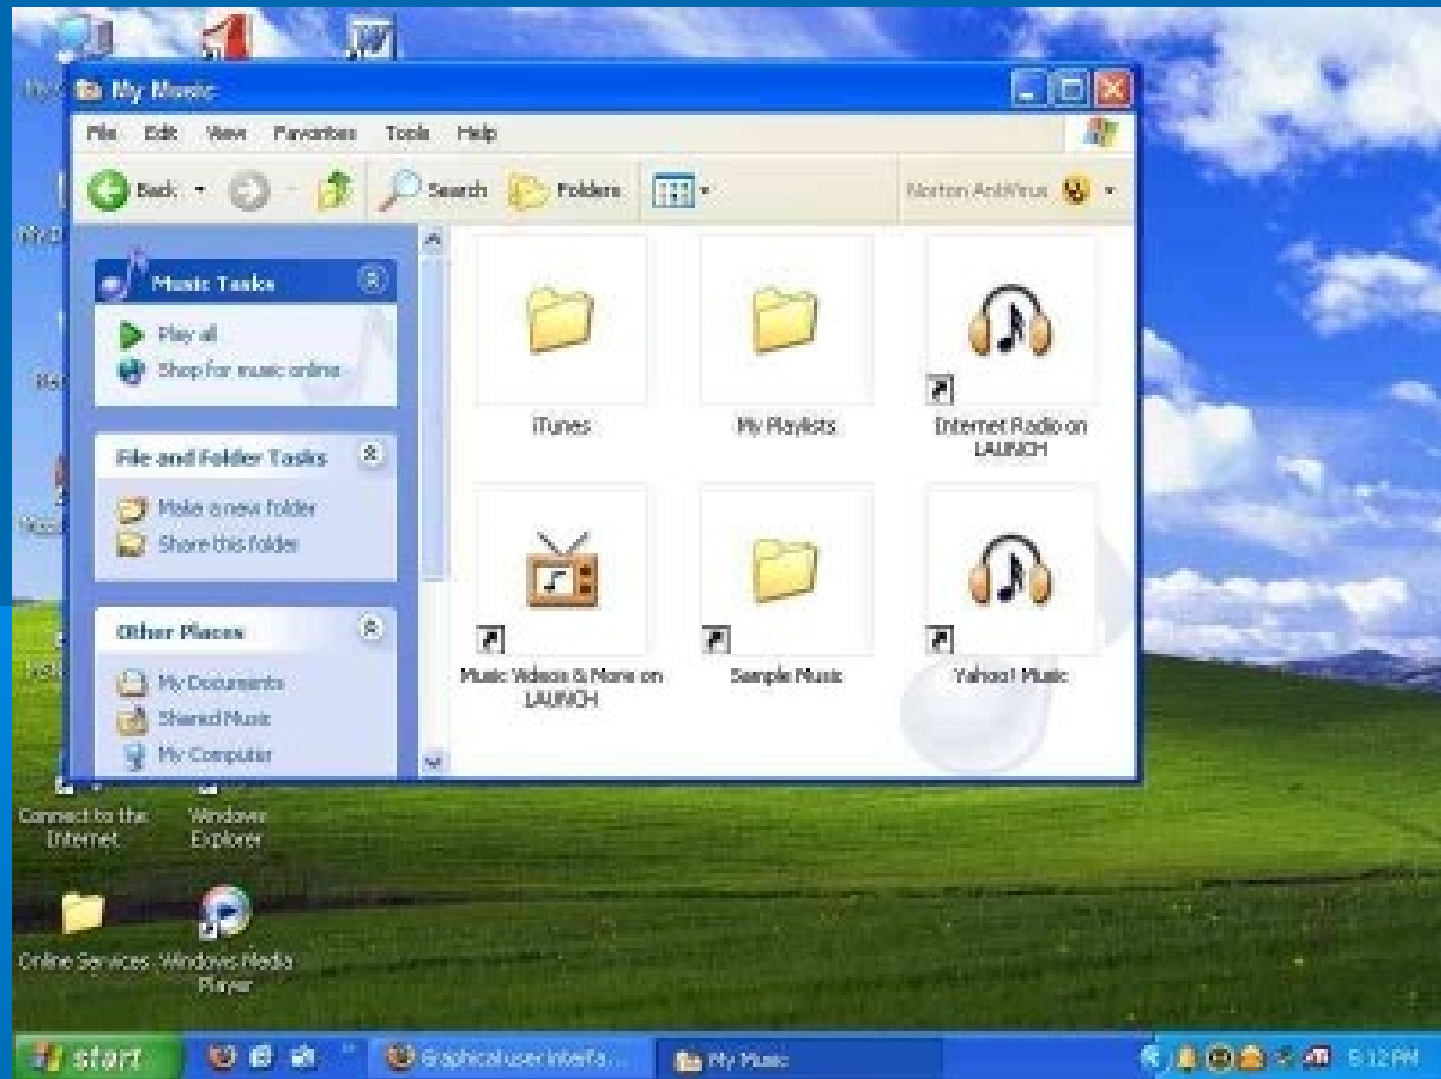 My Music
File Edit View Favorites Tools Help
Back Search Folders Norton AntiVirus
Music Tasks
Play all
Shop for music online
File and Folder Tasks
Make a new folder
Share this folder
Other Places
My Documents
Shared Music
My Computer
iTunes
My Playlists
Internet Radio on
LAUNCH
Music Videos & More on
LAUNCH
Sample Music
Yahoo! Music
Connect to the
Internet
Windows
Explorer
Online Services
Windows Media
Player
start
Graphical user interfa...
My Music
5:12 PM